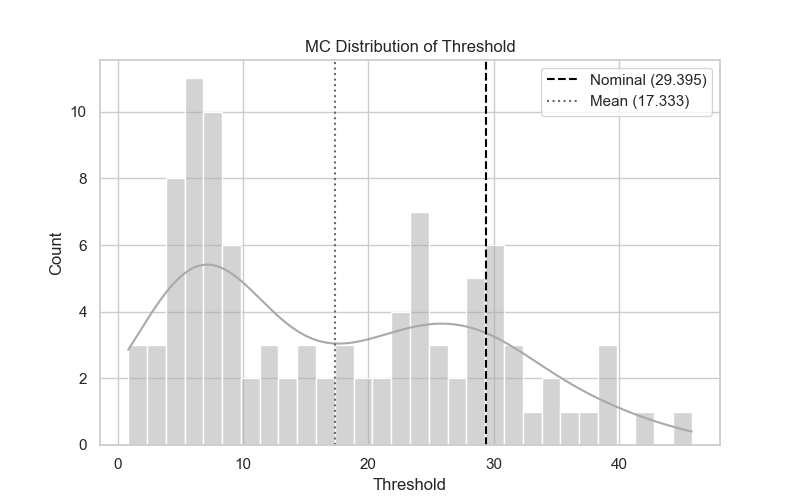 MC Distribution of Threshold
Nominal (29.395)
Mean (17.333)
Count
10
8
6
4
2
0
0 10 20 30 40
Threshold